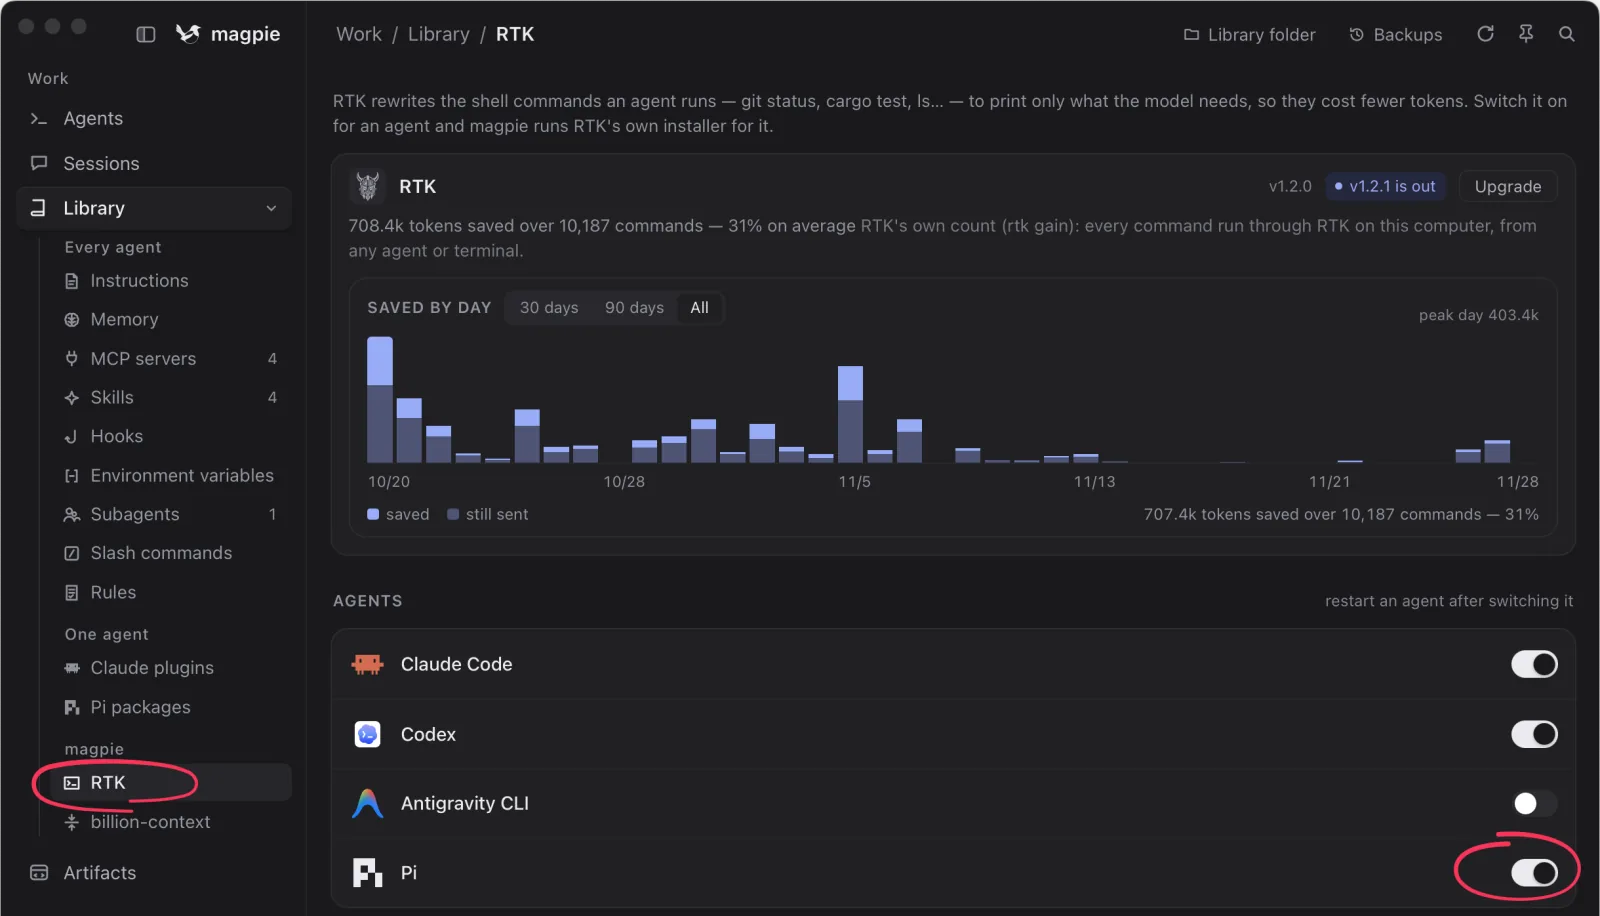 magpie
Work / Library / RTK
Library folder
Backups
Work
Agents
Sessions
Library
Every agent
Instructions
Memory
MCP servers 4
Skills 4
Hooks
Environment variables
Subagents 1
Slash commands
Rules
One agent
Claude plugins
Pi packages
magpie
RTK
billion-context
Artifacts
RTK rewrites the shell commands an agent runs — git status, cargo test, ls... — to print only what the model needs, so they cost fewer tokens. Switch it on
for an agent and magpie runs RTK's own installer for it.
RTK
v1.2.0
v1.2.1 is out
Upgrade
708.4k tokens saved over 10,187 commands — 31% on average RTK's own count (rtk gain): every command run through RTK on this computer, from
any agent or terminal.
SAVED BY DAY
30 days
90 days
All
peak day 403.4k
10/20 10/28 11/5 11/13 11/21 11/28
saved
still sent
707.4k tokens saved over 10,187 commands — 31%
AGENTS
restart an agent after switching it
Claude Code
Codex
Antigravity CLI
Pi